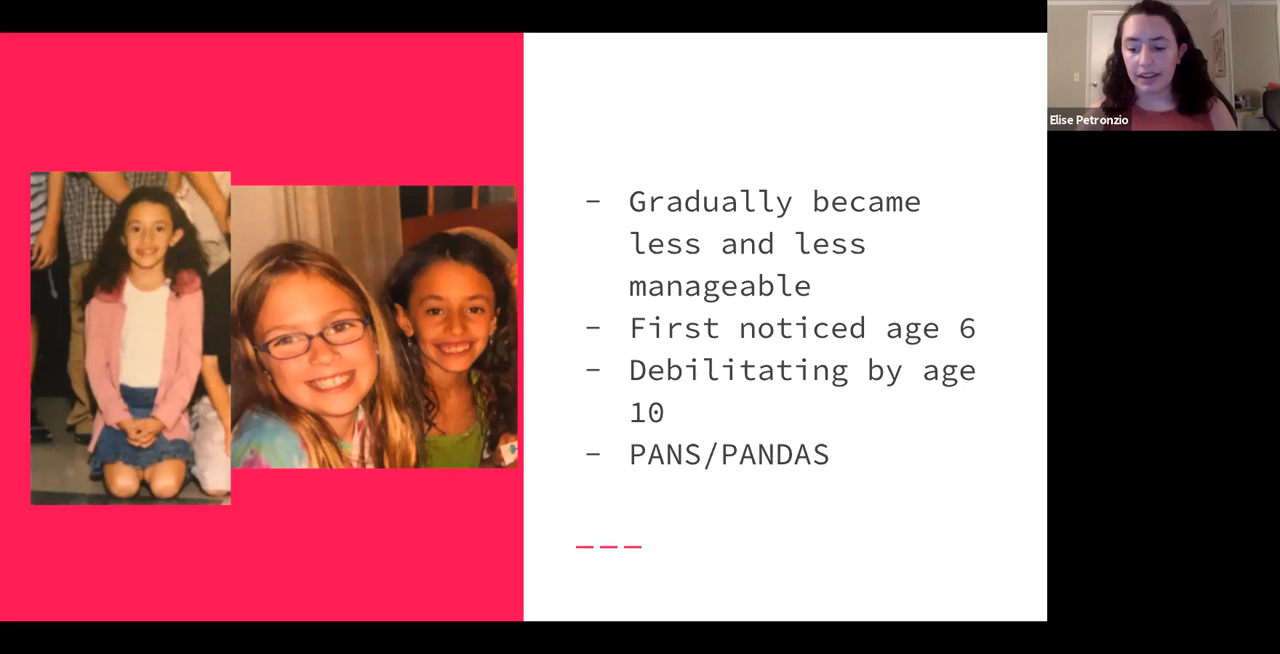 - Gradually became
less and less
manageable
- First noticed age 6
- Debilitating by age
10
- PANS/PANDAS
Elise Petronzio